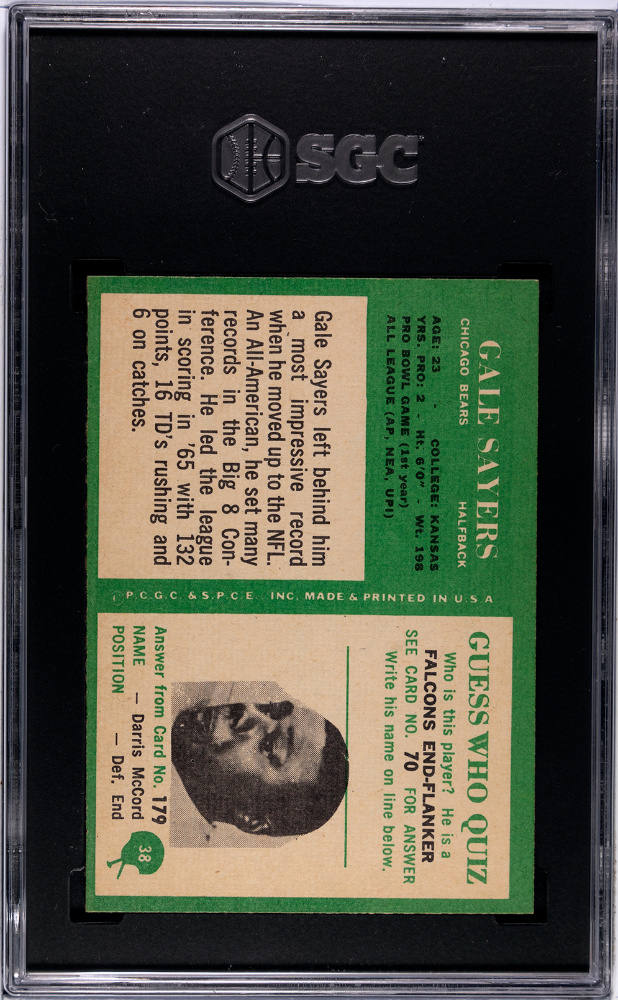 SGC
GALE SAYERS
CHICAGO BEARS HALFBACK
AGE: 23 - COLLEGE: KANSAS
YRS. PRO: 2 - Ht. 6'0" - Wt. 198
PRO BOWL GAME (1st year)
ALL LEAGUE (AP, NEA, UPI)
Gale Sayers left behind him
a most impressive record
when he moved up to the NFL.
An All-American, he set many
records in the Big 8 Con-
ference. He led the league
in scoring in '65 with 132
points, 16 TD's rushing and
6 on catches.
©P.C.G.C. & S.P.C.E. INC. MADE & PRINTED IN U.S.A
GUESS WHO QUIZ
Who is this player? He is a
FALCONS END-FLANKER
SEE CARD NO. 70 FOR ANSWER
Write his name on line below.
Answer from Card No. 179
NAME — Darris McCord
POSITION — Def. End
38